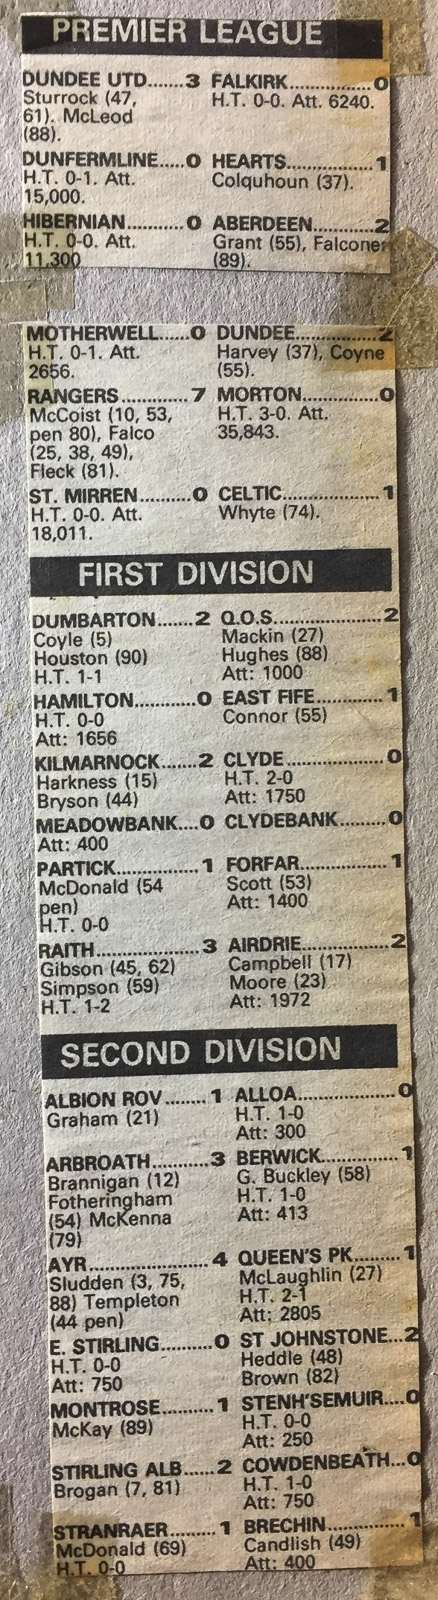 PREMIER LEAGUE
DUNDEE UTD.......3 FALKIRK................0
Sturrock (47, H.T. 0-0. Att. 6240.
61). McLeod
(88).
DUNFERMLINE.....0 HEARTS................1
H.T. 0-1. Att. Colquhoun (37).
15,000.
HIBERNIAN...........0 ABERDEEN.............2
H.T. 0-0. Att. Grant (55), Falconer
11,300 (89).
MOTHERWELL......0 DUNDEE................2
H.T. 0-1. Att. Harvey (37), Coyne
2656. (55).
RANGERS.............7 MORTON................0
McCoist (10, 53, H.T. 3-0. Att.
pen 80), Falco 35,843.
(25, 38, 49),
Fleck (81).
ST. MIRREN..........0 CELTIC...................1
H.T. 0-0. Att. Whyte (74).
18,011.
FIRST DIVISION
DUMBARTON......2 Q.O.S......................2
Coyle (5) Mackin (27)
Houston (90) Hughes (88)
H.T. 1-1 Att: 1000
HAMILTON............0 EAST FIFE.............1
H.T. 0-0 Connor (55)
Att: 1656
KILMARNOCK......2 CLYDE....................0
Harkness (15) H.T. 2-0
Bryson (44) Att: 1750
MEADOWBANK....0 CLYDEBANK.........0
Att: 400
PARTICK..............1 FORFAR.................1
McDonald (54 Scott (53)
pen) Att: 1400
H.T. 0-0
RAITH...................3 AIRDRIE.................2
Gibson (45, 62) Campbell (17)
Simpson (59) Moore (23)
H.T. 1-2 Att: 1972
SECOND DIVISION
ALBION ROV........1 ALLOA...................0
Graham (21) H.T. 1-0
Att: 300
ARBROATH...........3 BERWICK..............1
Brannigan (12) G. Buckley (58)
Fotheringham H.T. 1-0
(54) McKenna Att: 413
(79)
AYR.......................4 QUEEN'S PK.........1
Sludden (3, 75, McLaughlin (27)
88) Templeton H.T. 2-1
(44 pen) Att: 2805
E. STIRLING..........0 ST JOHNSTONE...2
H.T. 0-0 Heddle (48)
Att: 750 Brown (82)
MONTROSE..........1 STENH'SEMUIR....0
McKay (89) H.T. 0-0
Att: 250
STIRLING ALB......2 COWDENBEATH...0
Brogan (7, 81) H.T. 1-0
Att: 750
STRANRAER.........1 BRECHIN...............1
McDonald (69) Candlish (49)
H.T. 0-0 Att: 400